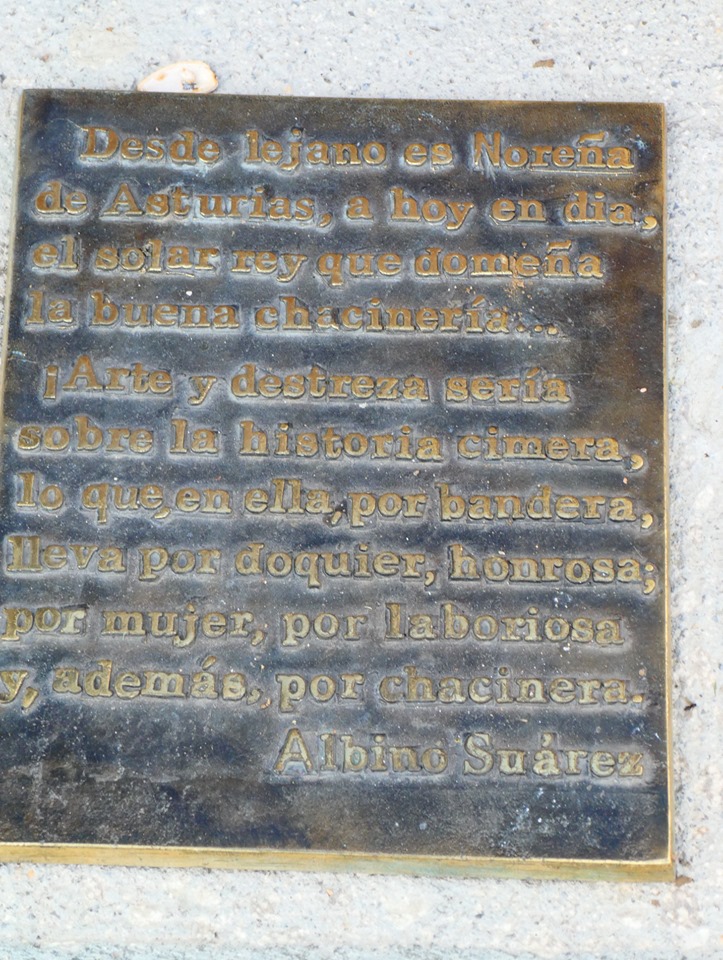 Desde lejano es Noreña
de Asturias, a hoy en dia,
el solar rey que domeña
la buena chacinería...
¡Arte y destreza sería
sobre la historia cimera,
lo que, en ella, por bandera,
lleva por doquier, honrosa;
por mujer, por laboriosa
y, además, por chacinera.
Albino Suárez